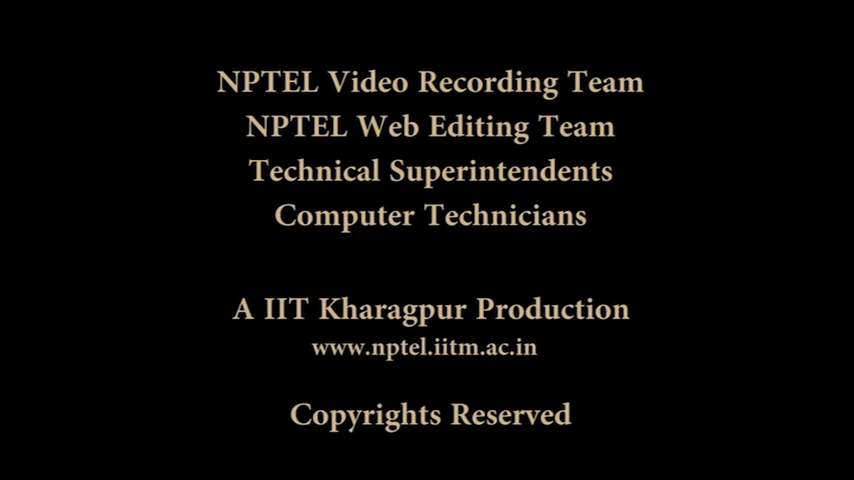 NPTEL Video Recording Team
NPTEL Web Editing Team
Technical Superintendents
Computer Technicians
A IIT Kharagpur Production
www.nptel.iitm.ac.in
Copyrights Reserved